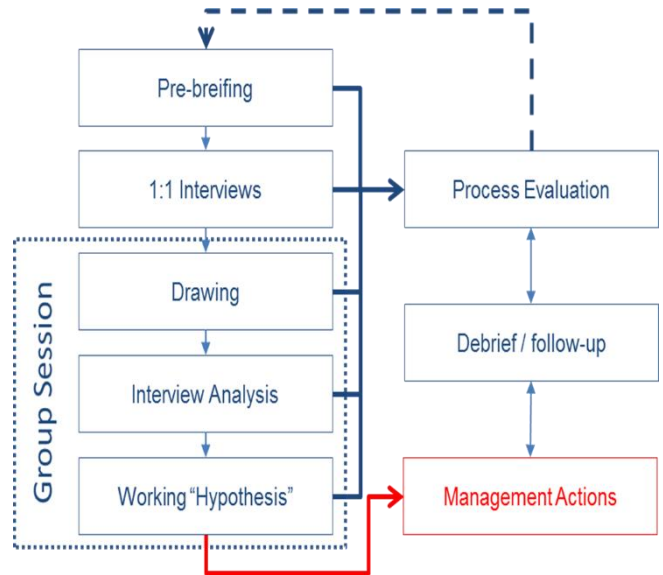 Pre-breifing
1:1 Interviews
Process Evaluation
Group Session
Drawing
Debrief / follow-up
Interview Analysis
Working “Hypothesis”
Management Actions